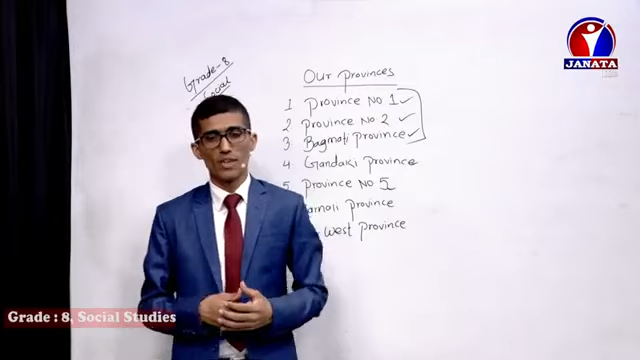 JANATA
Grade-8
Social
Our provinces
1 province No 1
2. province No 2
3 Bagmati province
4. Gandaki province
5. province No 5
arnali province
west province
Grade : 8, Social Studies